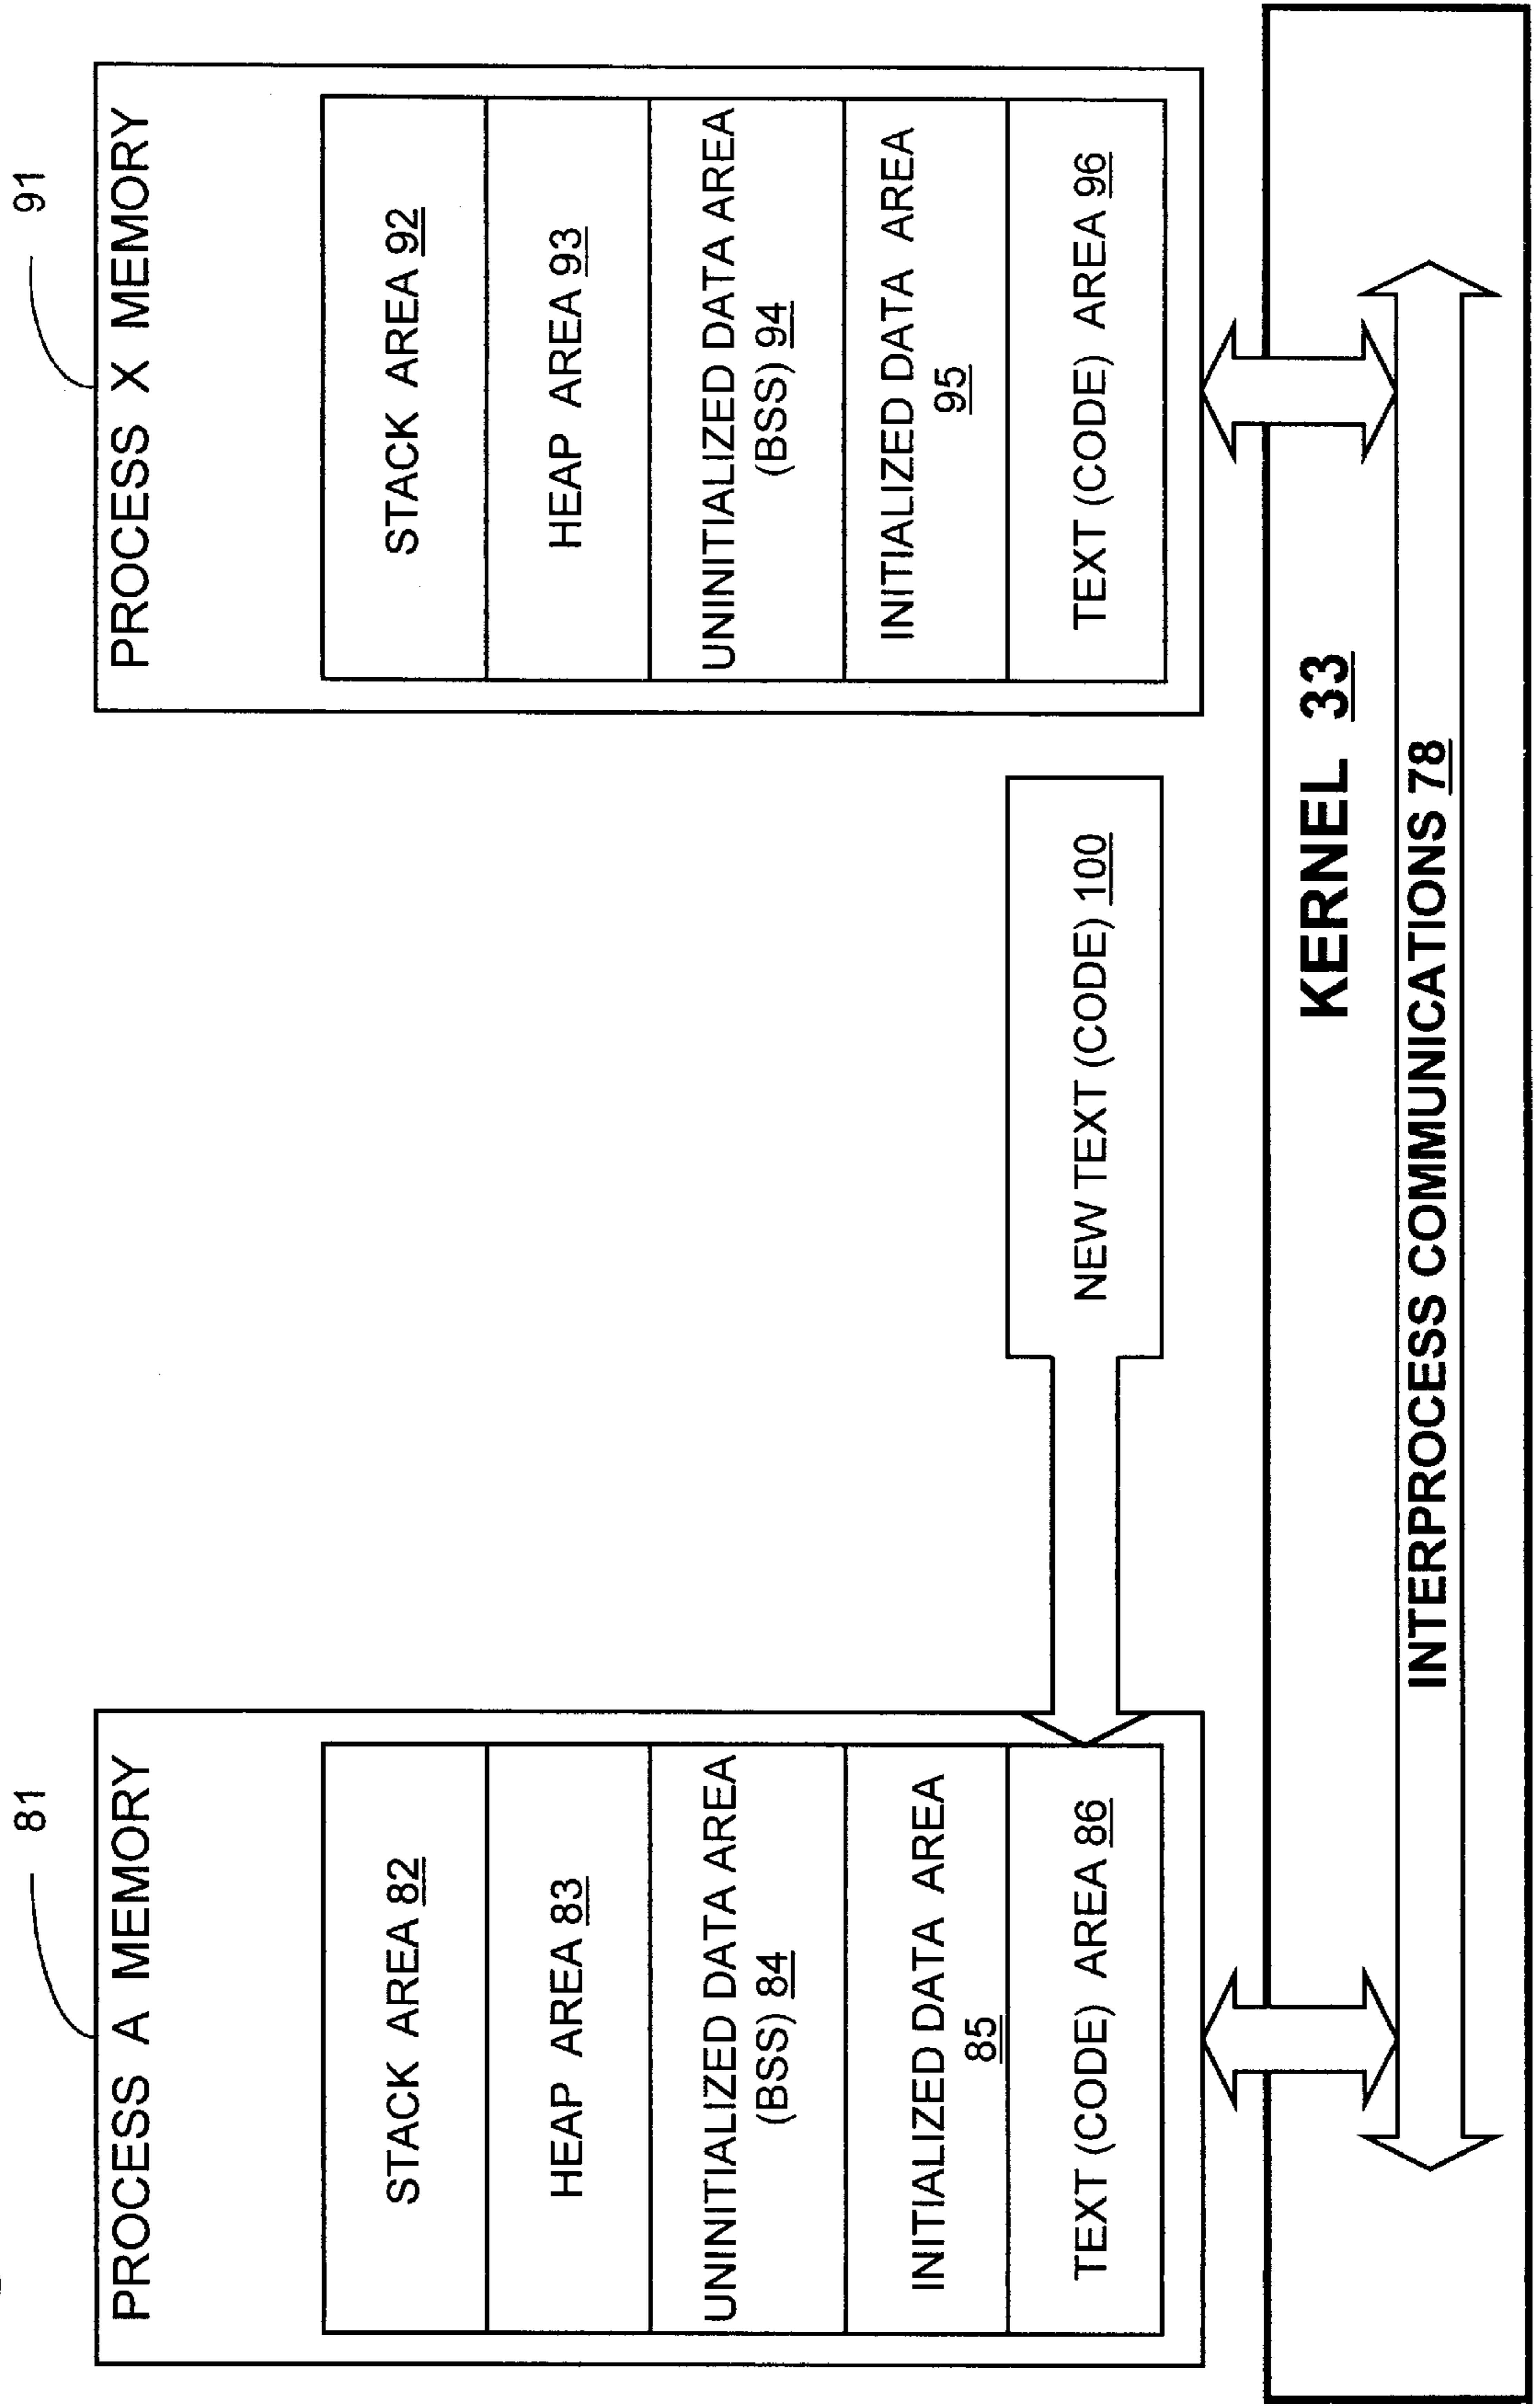 81
PROCESS A MEMORY
STACK AREA 82
HEAP AREA 83
UNINITIALIZED DATA AREA
(BSS) 84
INITIALIZED DATA AREA
85
TEXT (CODE) AREA 86
NEW TEXT (CODE) 100
91
PROCESS X MEMORY
STACK AREA 92
HEAP AREA 93
UNINITIALIZED DATA AREA
(BSS) 94
INITIALIZED DATA AREA
95
TEXT (CODE) AREA 96
KERNEL 33
INTERPROCESS COMMUNICATIONS 78